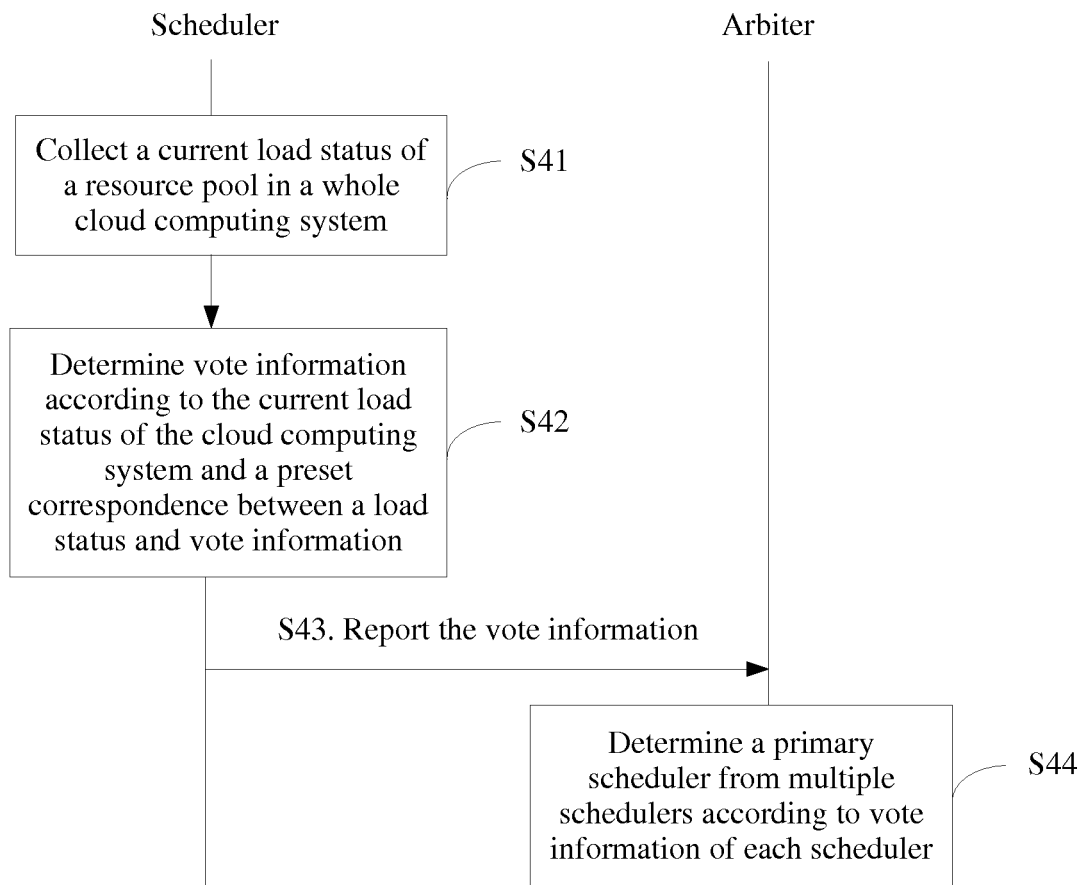 Scheduler
Arbiter
Collect a current load status of
a resource pool in a whole
cloud computing system
S41
Determine vote information
according to the current load
status of the cloud computing
system and a preset
correspondence between a load
status and vote information
S42
S43. Report the vote information
Determine a primary
scheduler from multiple
schedulers according to vote
information of each scheduler
S44